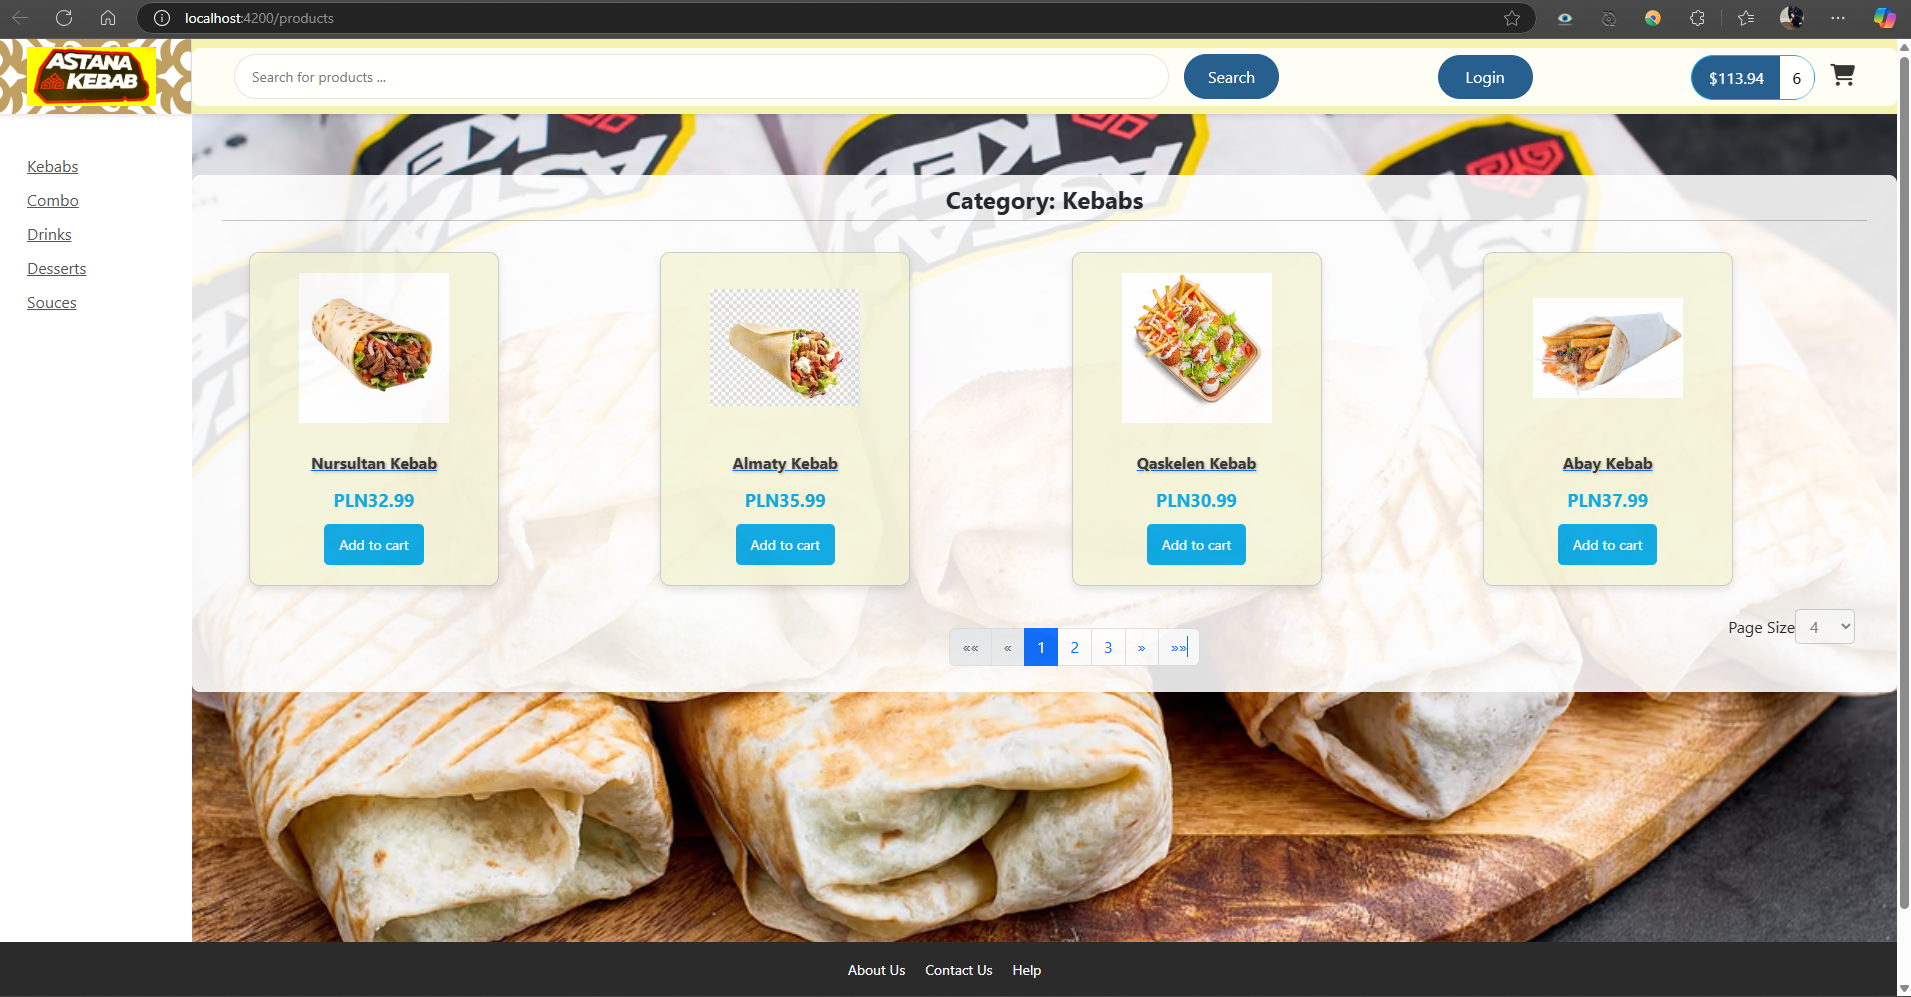 localhost:4200/products
ASTANA
KEBAB
Search for products ...
Search
Login
$113.94
6
Kebabs
Combo
Drinks
Desserts
Souces
Category: Kebabs
Nursultan Kebab
PLN32.99
Add to cart
Almaty Kebab
PLN35.99
Add to cart
Qaskelen Kebab
PLN30.99
Add to cart
Abay Kebab
PLN37.99
Add to cart
Page Size 4
«« « 1 2 3 » »»
About Us Contact Us Help